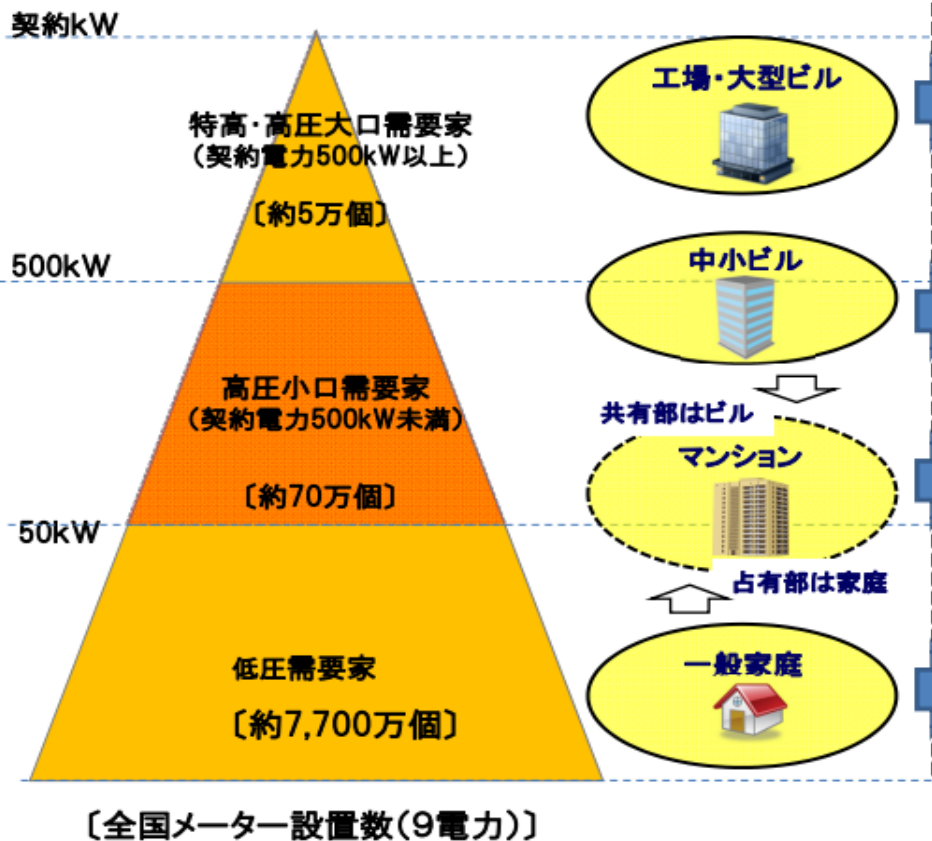 契約kW
特高・高圧大口需要家
（契約電力500kW以上）
〔約5万個〕
500kW
高圧小口需要家
（契約電力500kW未満）
〔約70万個〕
50kW
低圧需要家
〔約7,700万個〕
〔全国メーター設置数（9電力）〕
工場・大型ビル
中小ビル
共有部はビル
マンション
占有部は家庭
一般家庭